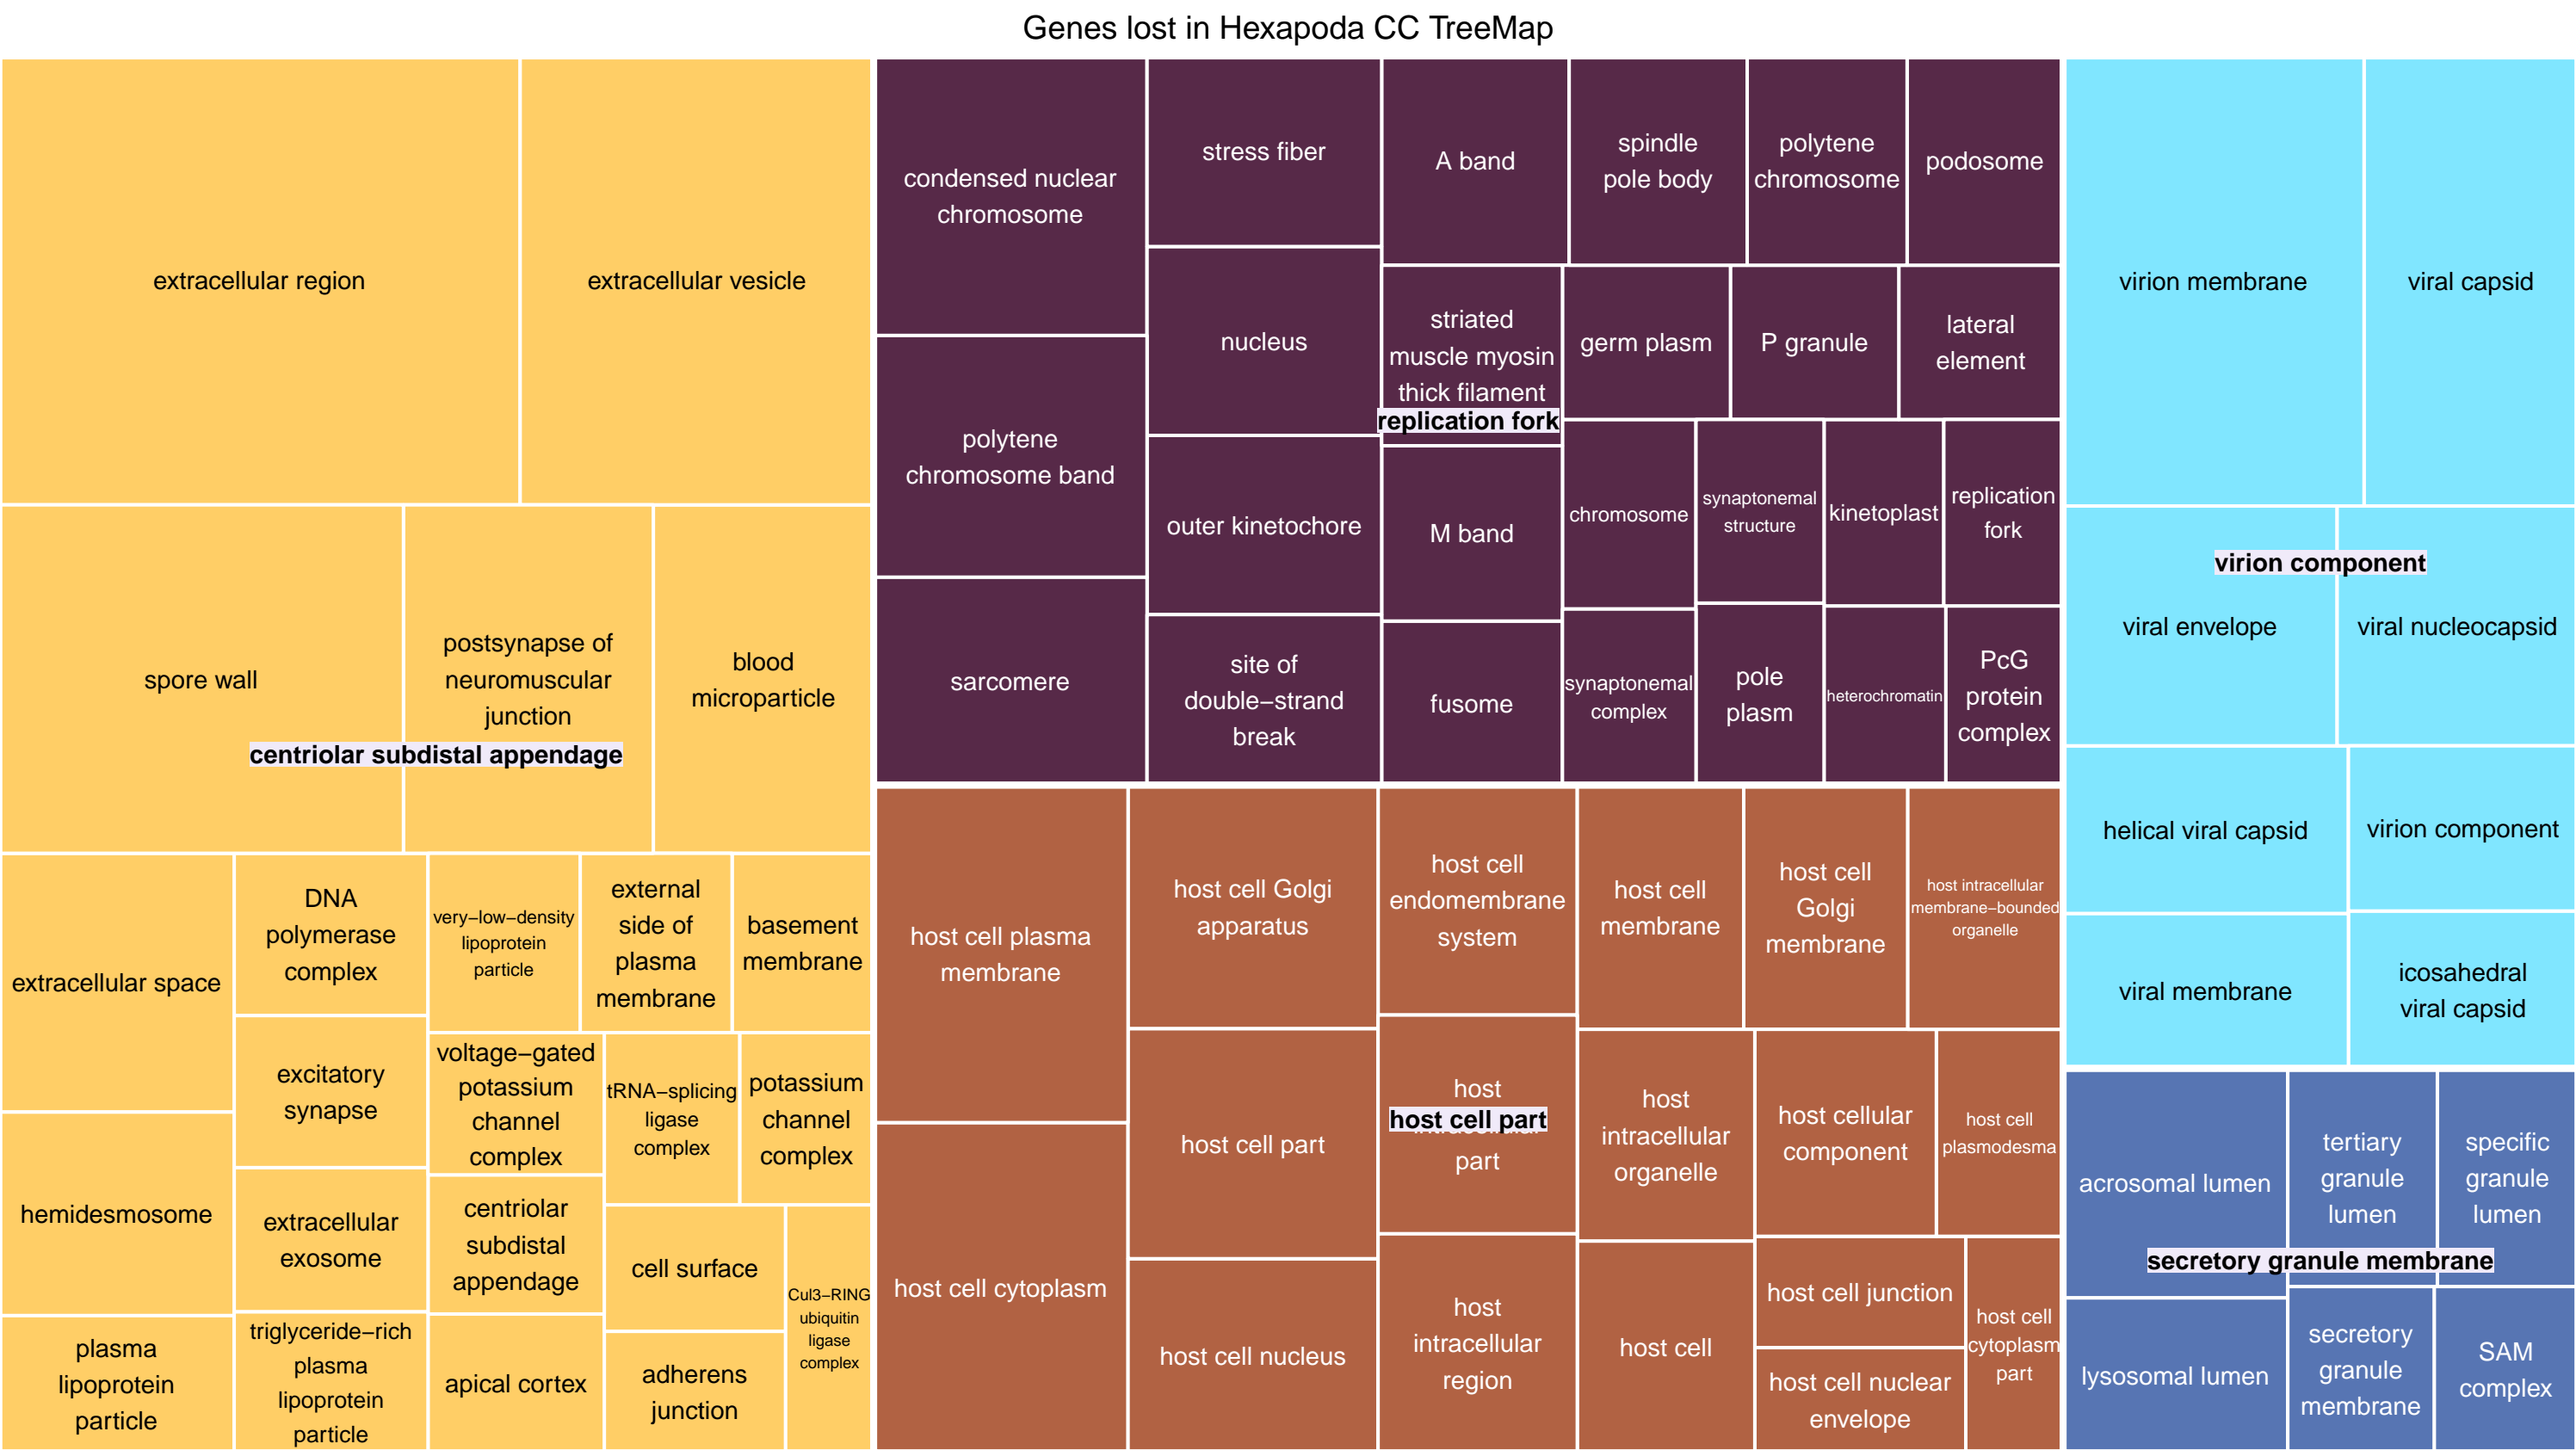 Genes lost in Hexapoda CC TreeMap
extracellular region
extracellular vesicle
spore wall
postsynapse of
neuromuscular
junction
blood
microparticle
centriolar subdistal appendage
extracellular space
DNA
polymerase
complex
very−low−density
lipoprotein
particle
external
side of
plasma
membrane
basement
membrane
hemidesmosome
excitatory
synapse
voltage−gated
potassium
channel
complex
tRNA−splicing
ligase
complex
potassium
channel
complex
extracellular
exosome
centriolar
subdistal
appendage
cell surface
Cul3−RING
ubiquitin
ligase
complex
plasma
lipoprotein
particle
triglyceride−rich
plasma
lipoprotein
particle
apical cortex
adherens
junction
condensed nuclear
chromosome
stress fiber
A band
spindle
pole body
polytene
chromosome
podosome
polytene
chromosome band
nucleus
striated
muscle myosin
thick filament
replication fork
germ plasm
P granule
lateral
element
sarcomere
outer kinetochore
M band
chromosome
synaptonemal
structure
kinetoplast
replication
fork
site of
double−strand
break
fusome
synaptonemal
complex
pole
plasm
heterochromatin
PcG
protein
complex
host cell plasma
membrane
host cell Golgi
apparatus
host cell
endomembrane
system
host cell
membrane
host cell
Golgi
membrane
host intracellular
membrane−bounded
organelle
host cell cytoplasm
host cell part
host
host cell part
part
host
intracellular
organelle
host cellular
component
host cell
plasmodesma
host cell nucleus
host
intracellular
region
host cell
host cell junction
host cell nuclear
envelope
host cell
cytoplasm
part
virion membrane
viral capsid
virion component
viral envelope
viral nucleocapsid
helical viral capsid
virion component
viral membrane
icosahedral
viral capsid
acrosomal lumen
tertiary
granule
lumen
specific
granule
lumen
secretory granule membrane
lysosomal lumen
secretory
granule
membrane
SAM
complex